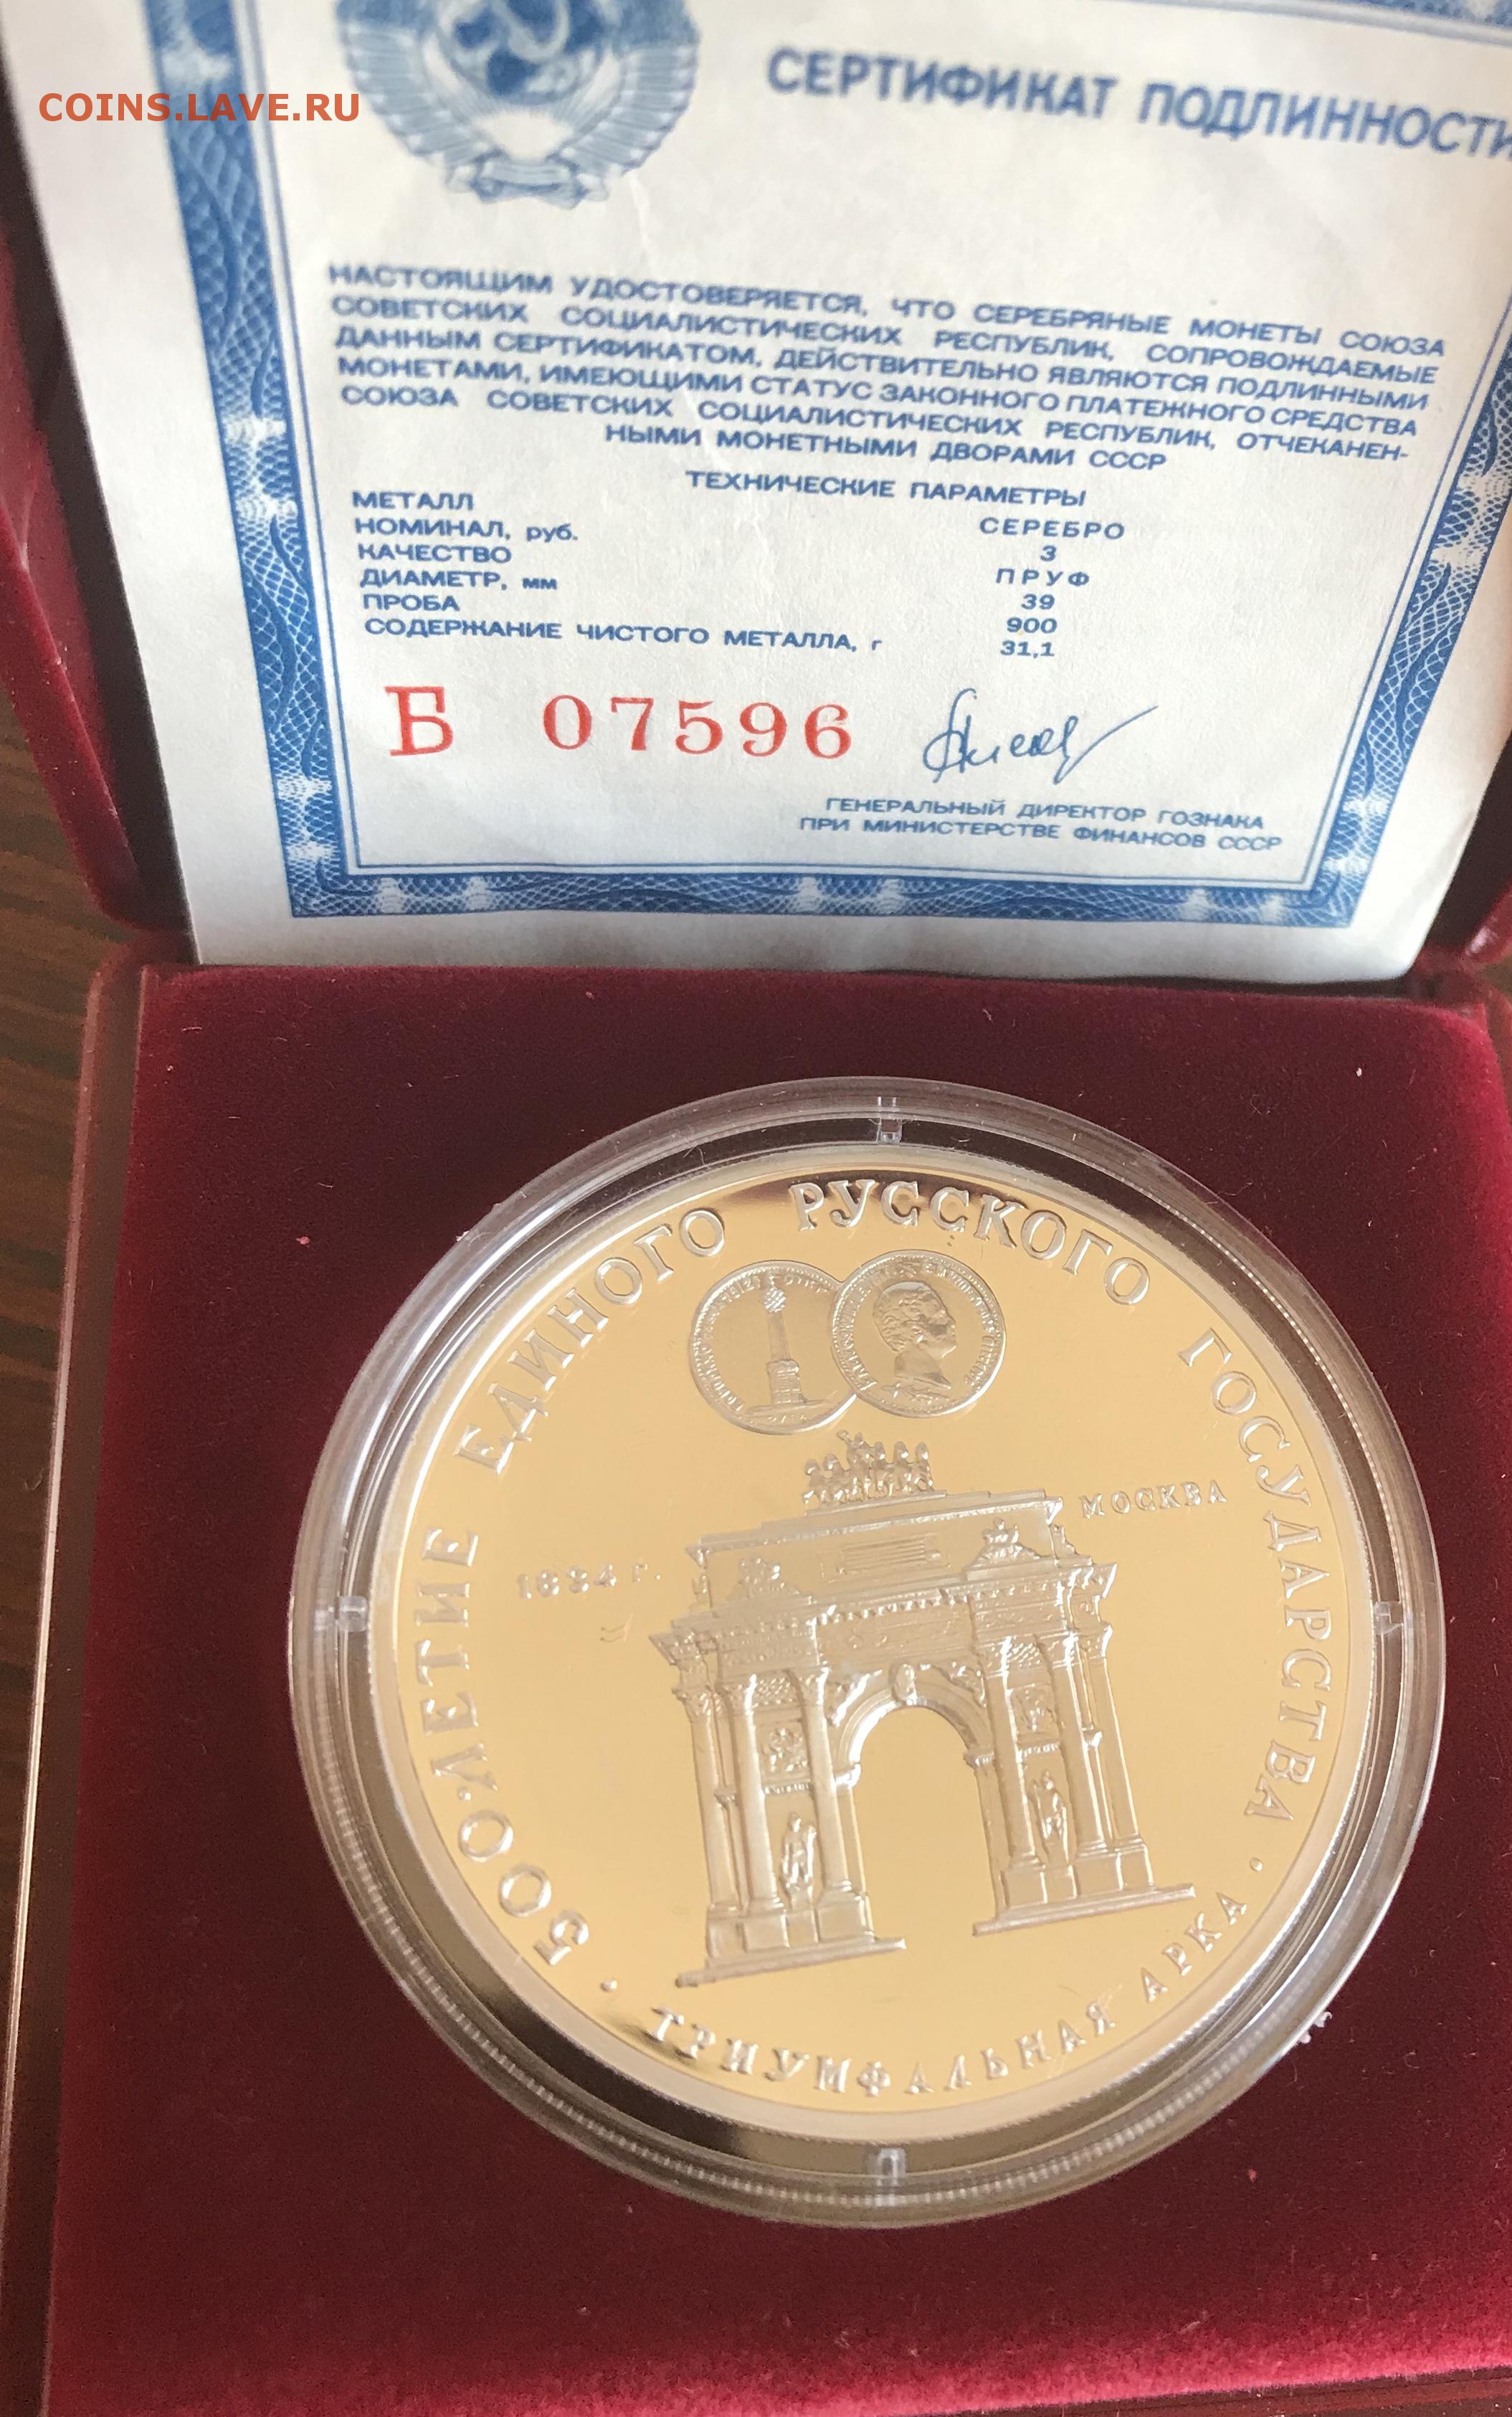 COINS.LAVE.RU
СЕРТИФИКАТ ПОДЛИННОСТИ
НАСТОЯЩИМ УДОСТОВЕРЯЕТСЯ, ЧТО СЕРЕБРЯНЫЕ МОНЕТЫ СОЮЗА
СОВЕТСКИХ СОЦИАЛИСТИЧЕСКИХ РЕСПУБЛИК, СОПРОВОЖДАЕМЫЕ
ДАННЫМ СЕРТИФИКАТОМ, ДЕЙСТВИТЕЛЬНО ЯВЛЯЮТСЯ ПОДЛИННЫМИ
МОНЕТАМИ, ИМЕЮЩИМИ СТАТУС ЗАКОННОГО ПЛАТЕЖНОГО СРЕДСТВА
СОЮЗА СОВЕТСКИХ СОЦИАЛИСТИЧЕСКИХ РЕСПУБЛИК, ОТЧЕКАНЕН-
НЫМИ МОНЕТНЫМИ ДВОРАМИ СССР
ТЕХНИЧЕСКИЕ ПАРАМЕТРЫ
МЕТАЛЛ СЕРЕБРО
НОМИНАЛ, руб. 3
КАЧЕСТВО ПРУФ
ДИАМЕТР, мм 39
ПРОБА 900
СОДЕРЖАНИЕ ЧИСТОГО МЕТАЛЛА, г 31,1
Б 07596
ГЕНЕРАЛЬНЫЙ ДИРЕКТОР ГОЗНАКА
ПРИ МИНИСТЕРСТВЕ ФИНАНСОВ СССР
500-ЛЕТИЕ ЕДИНОГО РУССКОГО ГОСУДАРСТВА
МОСКВА
1834 г.
· ТРИУМФАЛЬНАЯ АРКА ·